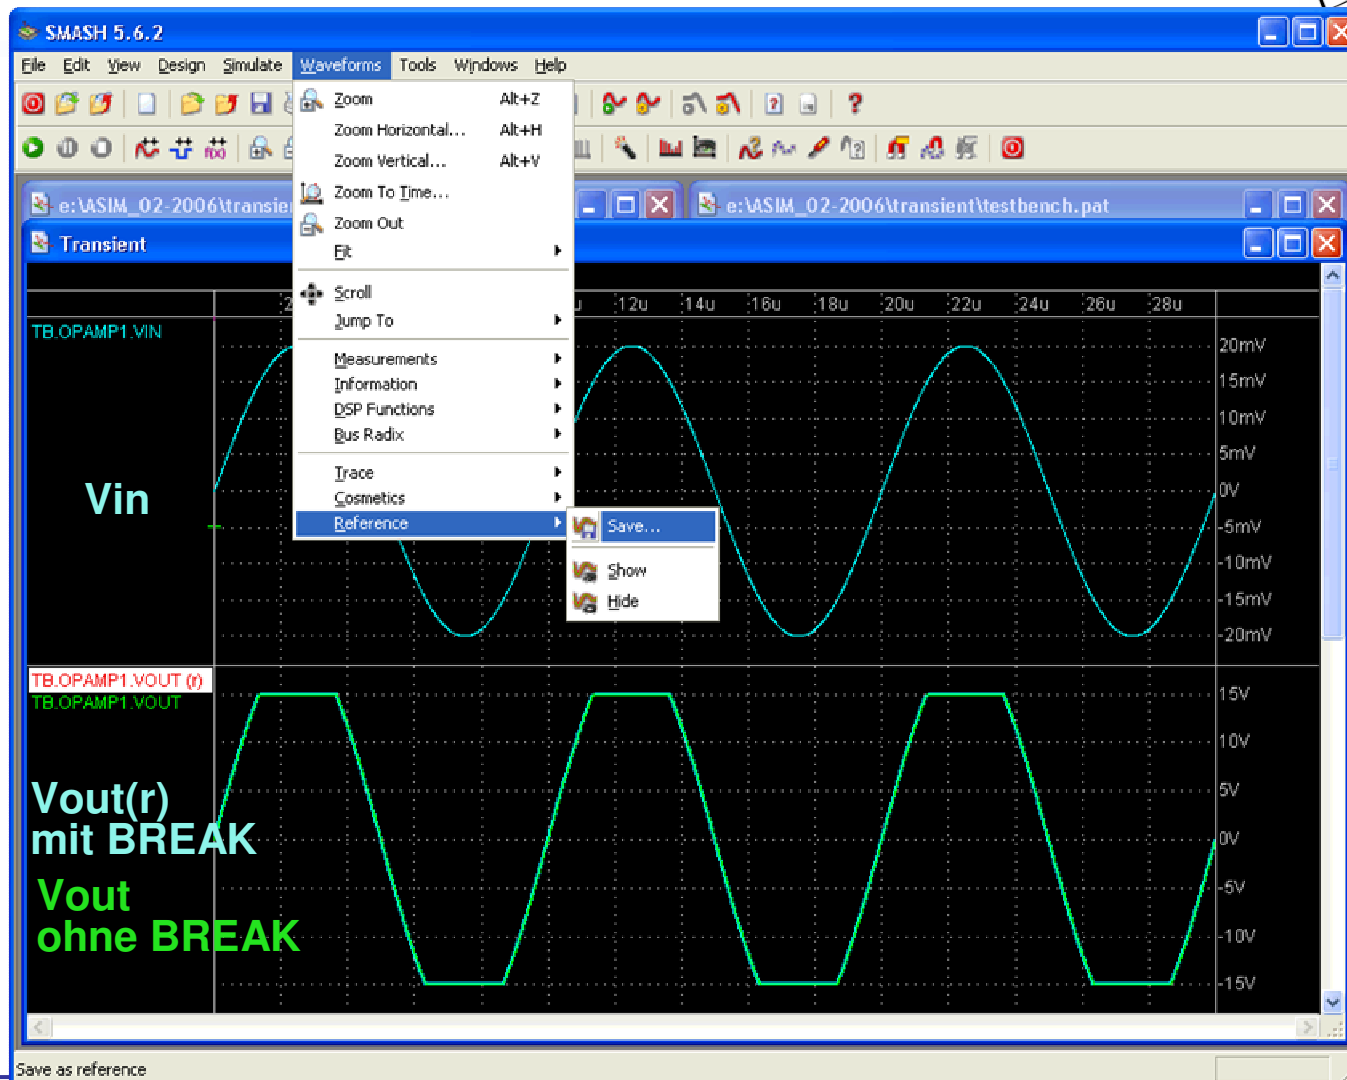 SMASH 5.6.2
File Edit View Design Simulate Waveforms Tools Windows Help
Zoom Alt+Z
Zoom Horizontal... Alt+H
Zoom Vertical... Alt+V
Zoom To Time...
Zoom Out
Fit
Scroll
Jump To
Measurements
Information
DSP Functions
Bus Radix
Trace
Cosmetics
Reference
Save...
Show
Hide
e:\ASIM_02-2006\transie
e:\ASIM_02-2006\transient\testbench.pat
Transient
12u 14u 16u 18u 20u 22u 24u 26u 28u
TB.OPAMP1.VIN
20mV
15mV
10mV
5mV
0V
-5mV
-10mV
-15mV
-20mV
Vin
TB.OPAMP1.VOUT (r)
TB.OPAMP1.VOUT
15V
10V
5V
0V
-5V
-10V
-15V
Vout(r)
mit BREAK
Vout
ohne BREAK
Save as reference